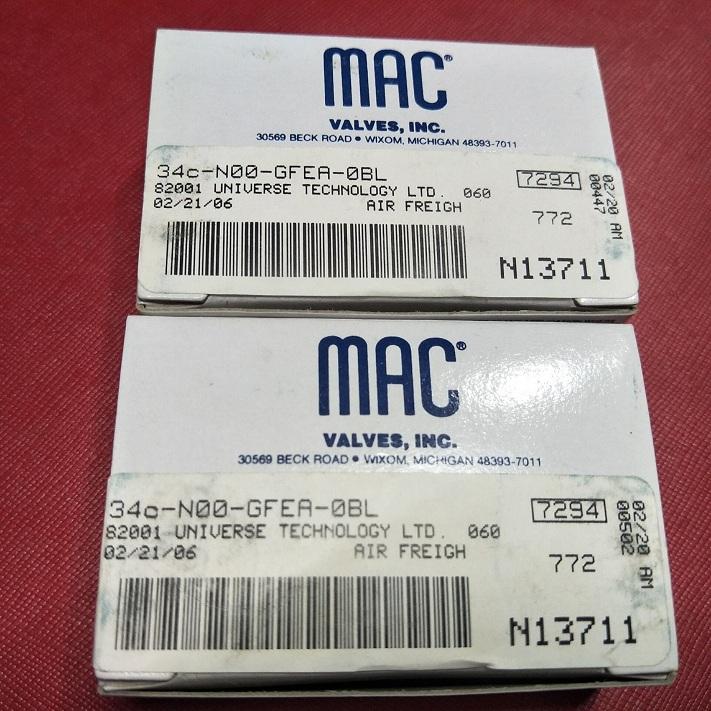 MAC®
VALVES, INC.
30569 BECK ROAD • WIXOM, MICHIGAN 48393-7011
34c-N00-GFEA-0BL
82001 UNIVERSE TECHNOLOGY LTD. 060
02/21/06 AIR FREIGH
7294
772
N13711
02/20 AM
00447
MAC®
VALVES, INC.
30569 BECK ROAD • WIXOM, MICHIGAN 48393-7011
34c-N00-GFEA-0BL
82001 UNIVERSE TECHNOLOGY LTD. 060
02/21/06 AIR FREIGH
7294
772
N13711
02/20 AM
00502